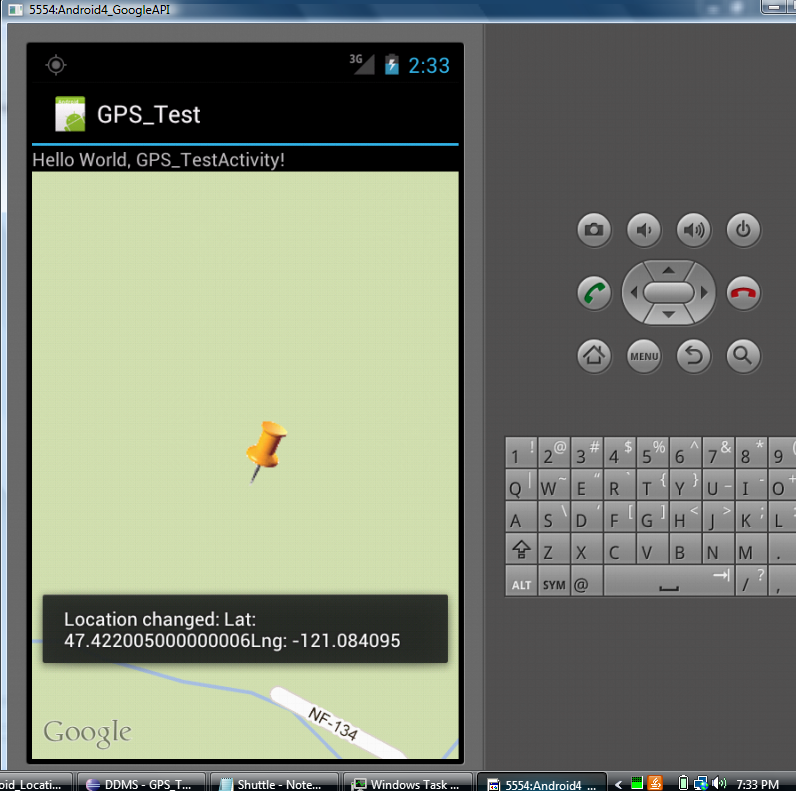 5554:Android4_GoogleAPI
3G 2:33
GPS_Test
Hello World, GPS_TestActivity!
Location changed: Lat:
47.422005000000006Lng: -121.084095
NF-134
Google
MENU
1 ! 2 @ 3 # 4 $ 5 % 6 ^ 7 & 8 * 9 (
Q | W ~ E " R ` T { Y } U _ I - O +
A S \ D ' F [ G ] H < J > K ; L :
Z X C V B N M .
ALT SYM @ / ? ,
oid_Locati... DDMS - GPS_T... Shuttle - Note... Windows Task ... 5554:Android4_... < 7:33 PM